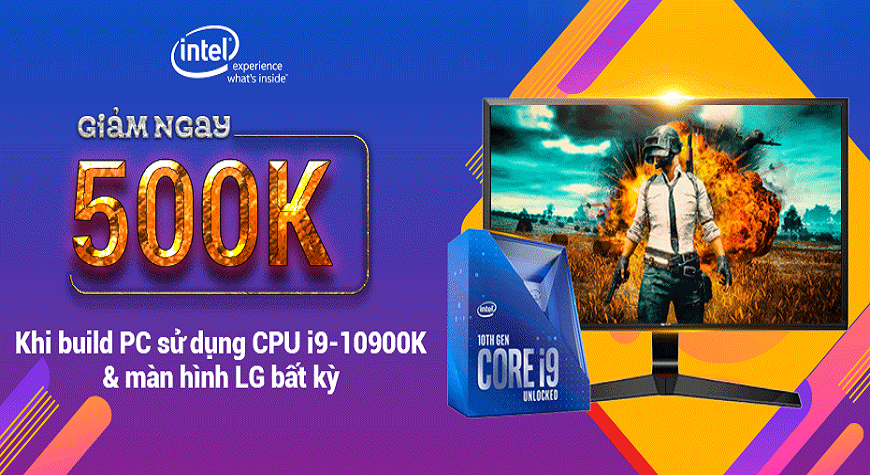 intel
experience
what's inside™
GIẢM NGAY
500K
Khi build PC sử dụng CPU i9-10900K
& màn hình LG bất kỳ
intel
10TH GEN
CORE i9
UNLOCKED